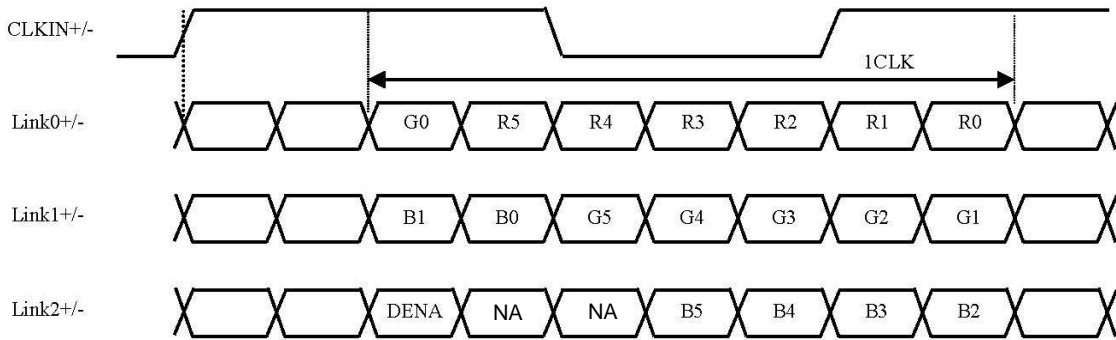 CLKIN+/-
1CLK
Link0+/- G0 R5 R4 R3 R2 R1 R0
Link1+/- B1 B0 G5 G4 G3 G2 G1
Link2+/- DENA NA NA B5 B4 B3 B2